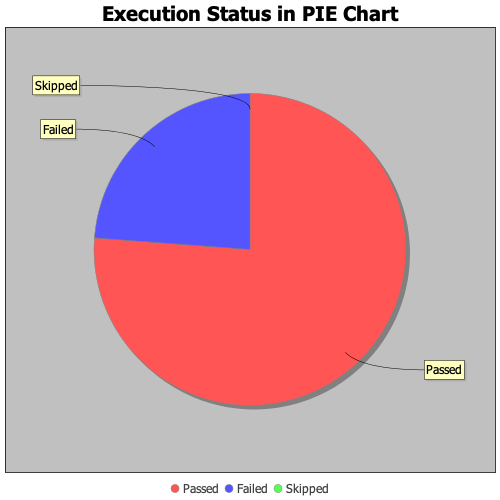 Execution Status in PIE Chart
Skipped
Failed
Passed
Passed Failed Skipped